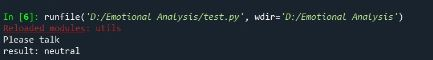 In [6]: runfile('D:/Emotional Analysis/test.py', wdir='D:/Emotional Analysis')
Reloaded modules: utils
Please talk
result: neutral